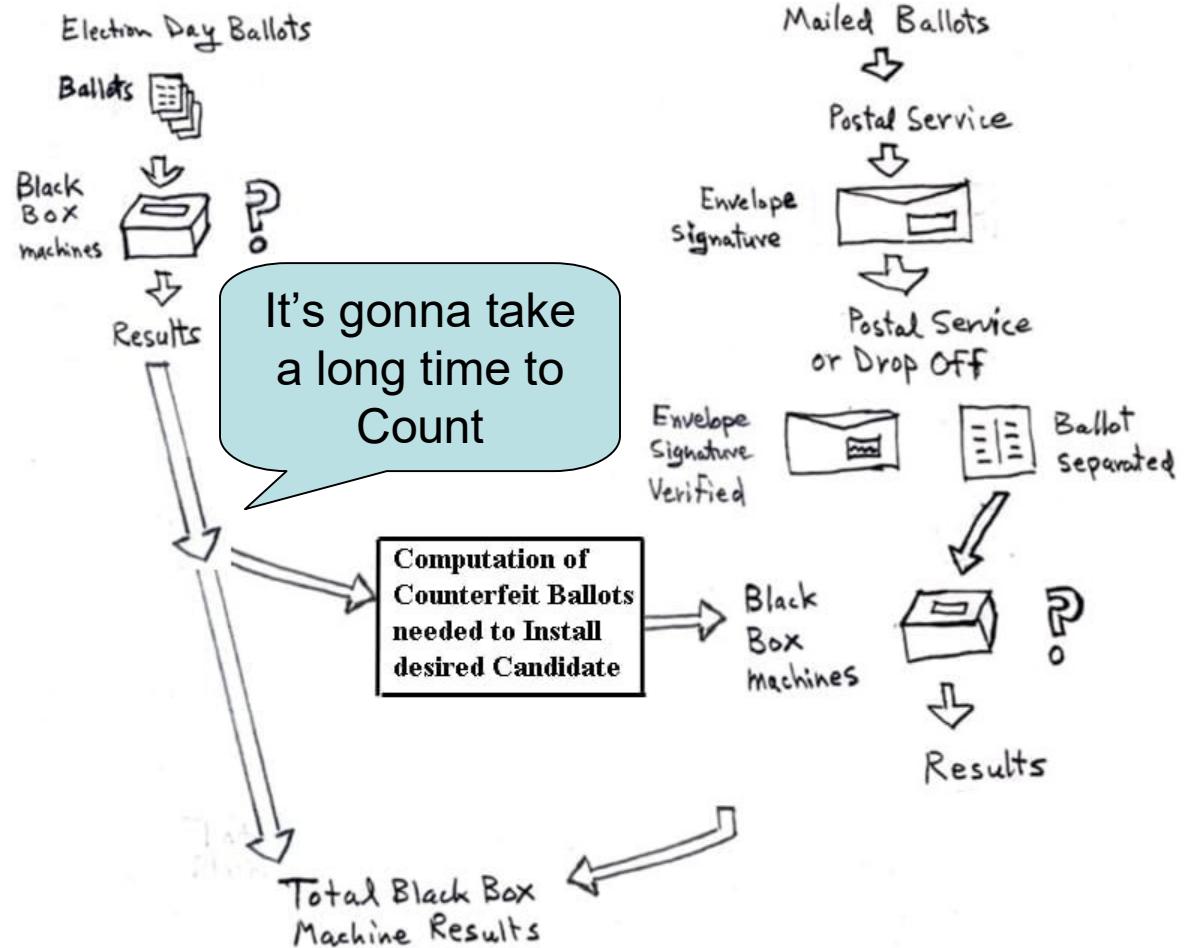 Election Day Ballots
Ballots
Black
Box
machines
?
Results
It's gonna take
a long time to
Count
Computation of
Counterfeit Ballots
needed to Install
desired Candidate
Mailed Ballots
Postal Service
Envelope
Signature
Postal Service
or Drop Off
Envelope
Signature
Verified
Ballot
Separated
Black
Box
Machines
?
Results
Total Black Box
Machine Results